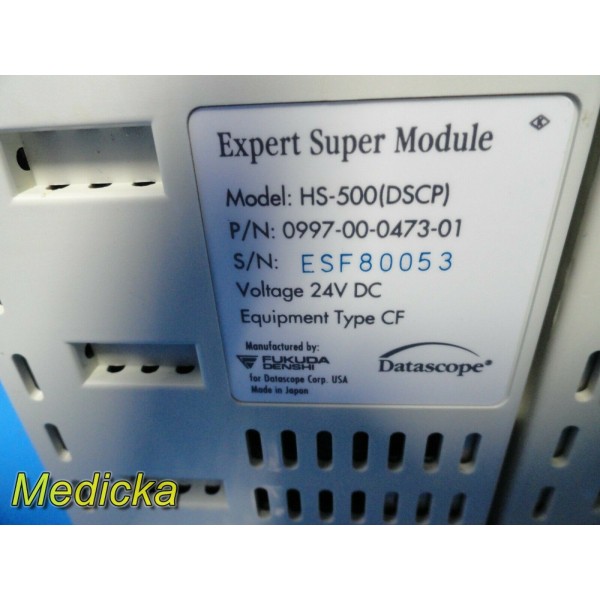 Expert Super Module
Model: HS-500(DSCP)
P/N: 0997-00-0473-01
S/N: ESF80053
Voltage 24V DC
Equipment Type CF
Manufactured by:
FUKUDA
DENSHI
for Datascope Corp. USA
Made in Japan
Datascope®
Medicka